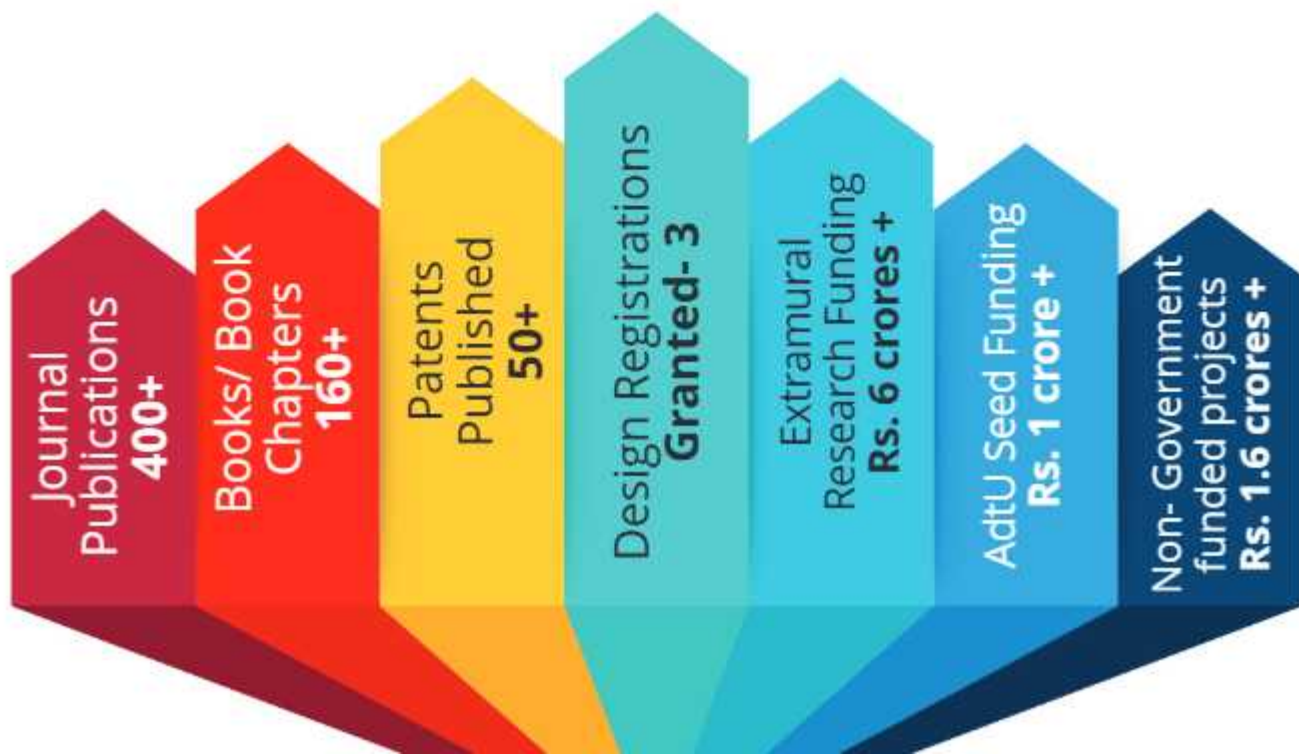 Journal
Publications
400+
Books/ Book
Chapters
160+
Patents
Published
50+
Design Registrations
Granted- 3
Extramural
Research Funding
Rs. 6 crores +
AdtU Seed Funding
Rs. 1 crore +
Non- Government
funded projects
Rs. 1.6 crores +